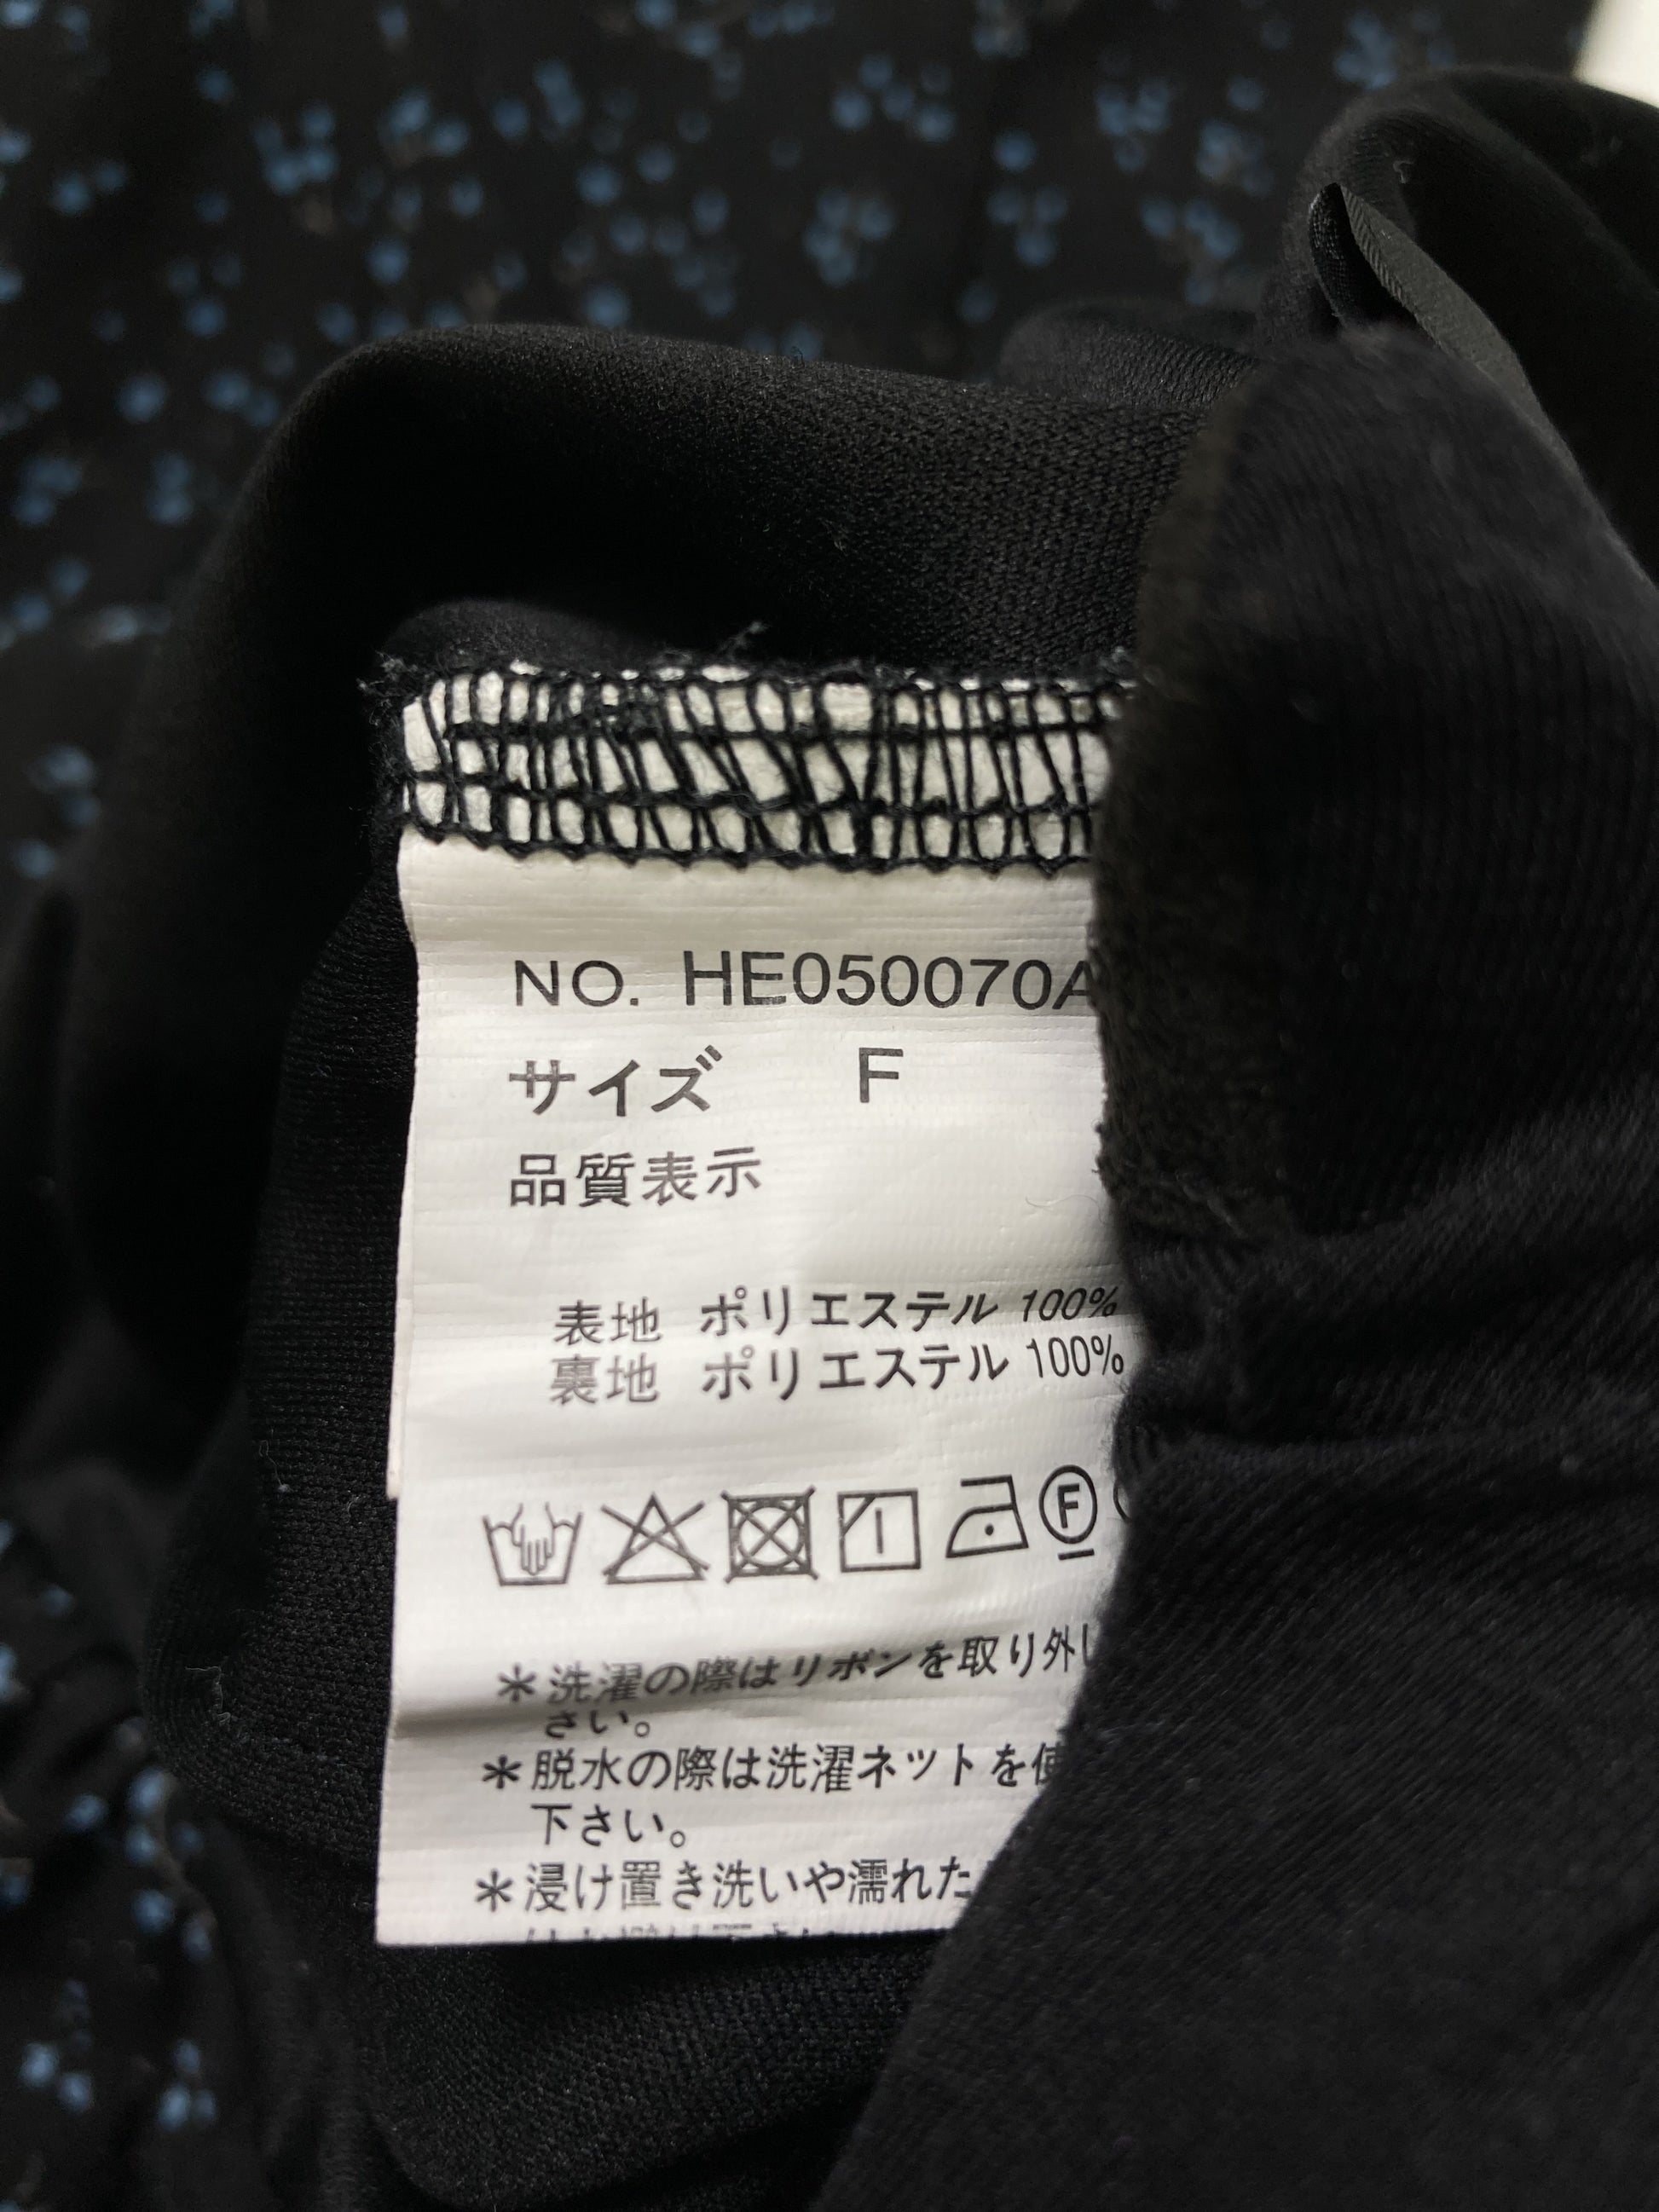 NO. HE050070A
サイズ F
品質表示
表地 ポリエステル 100%
裏地 ポリエステル 100%
F
＊洗濯の際はリボンを取り外し
さい。
＊脱水の際は洗濯ネットを使
下さい。
＊浸け置き洗いや濡れた